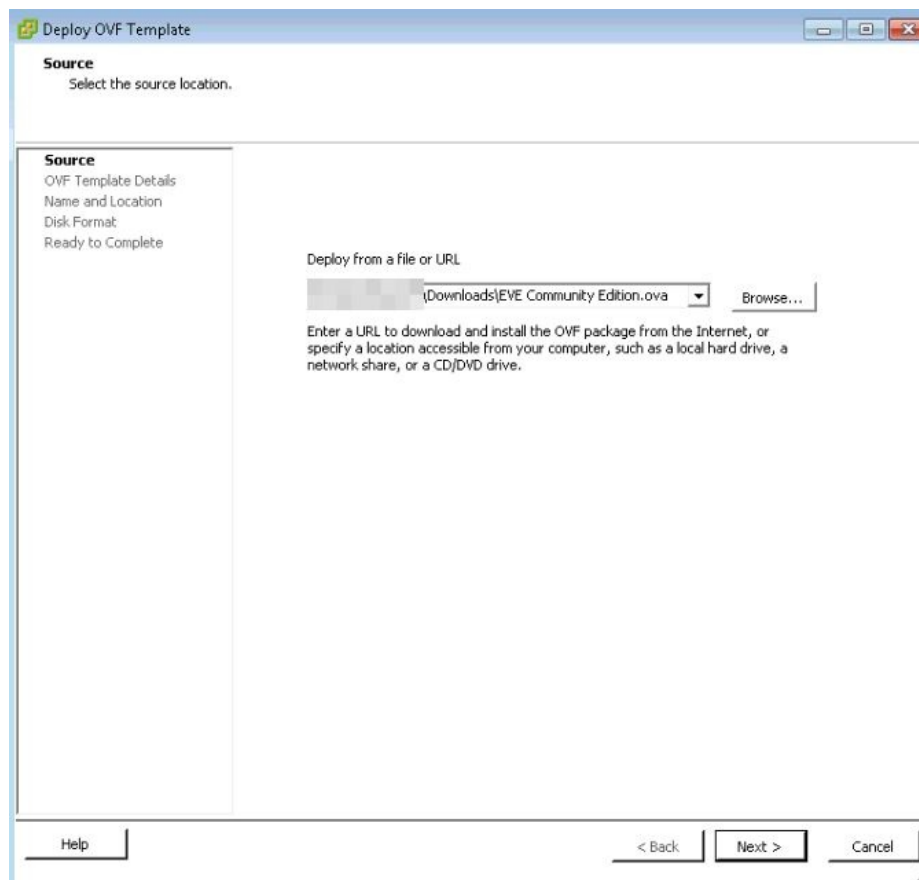 Deploy OVF Template
Source
Select the source location.
Source
OVF Template Details
Name and Location
Disk Format
Ready to Complete
Deploy from a file or URL
\Downloads\EVE Community Edition.ova
Browse...
Enter a URL to download and install the OVF package from the Internet, or
specify a location accessible from your computer, such as a local hard drive, a
network share, or a CD/DVD drive.
Help
< Back
Next >
Cancel